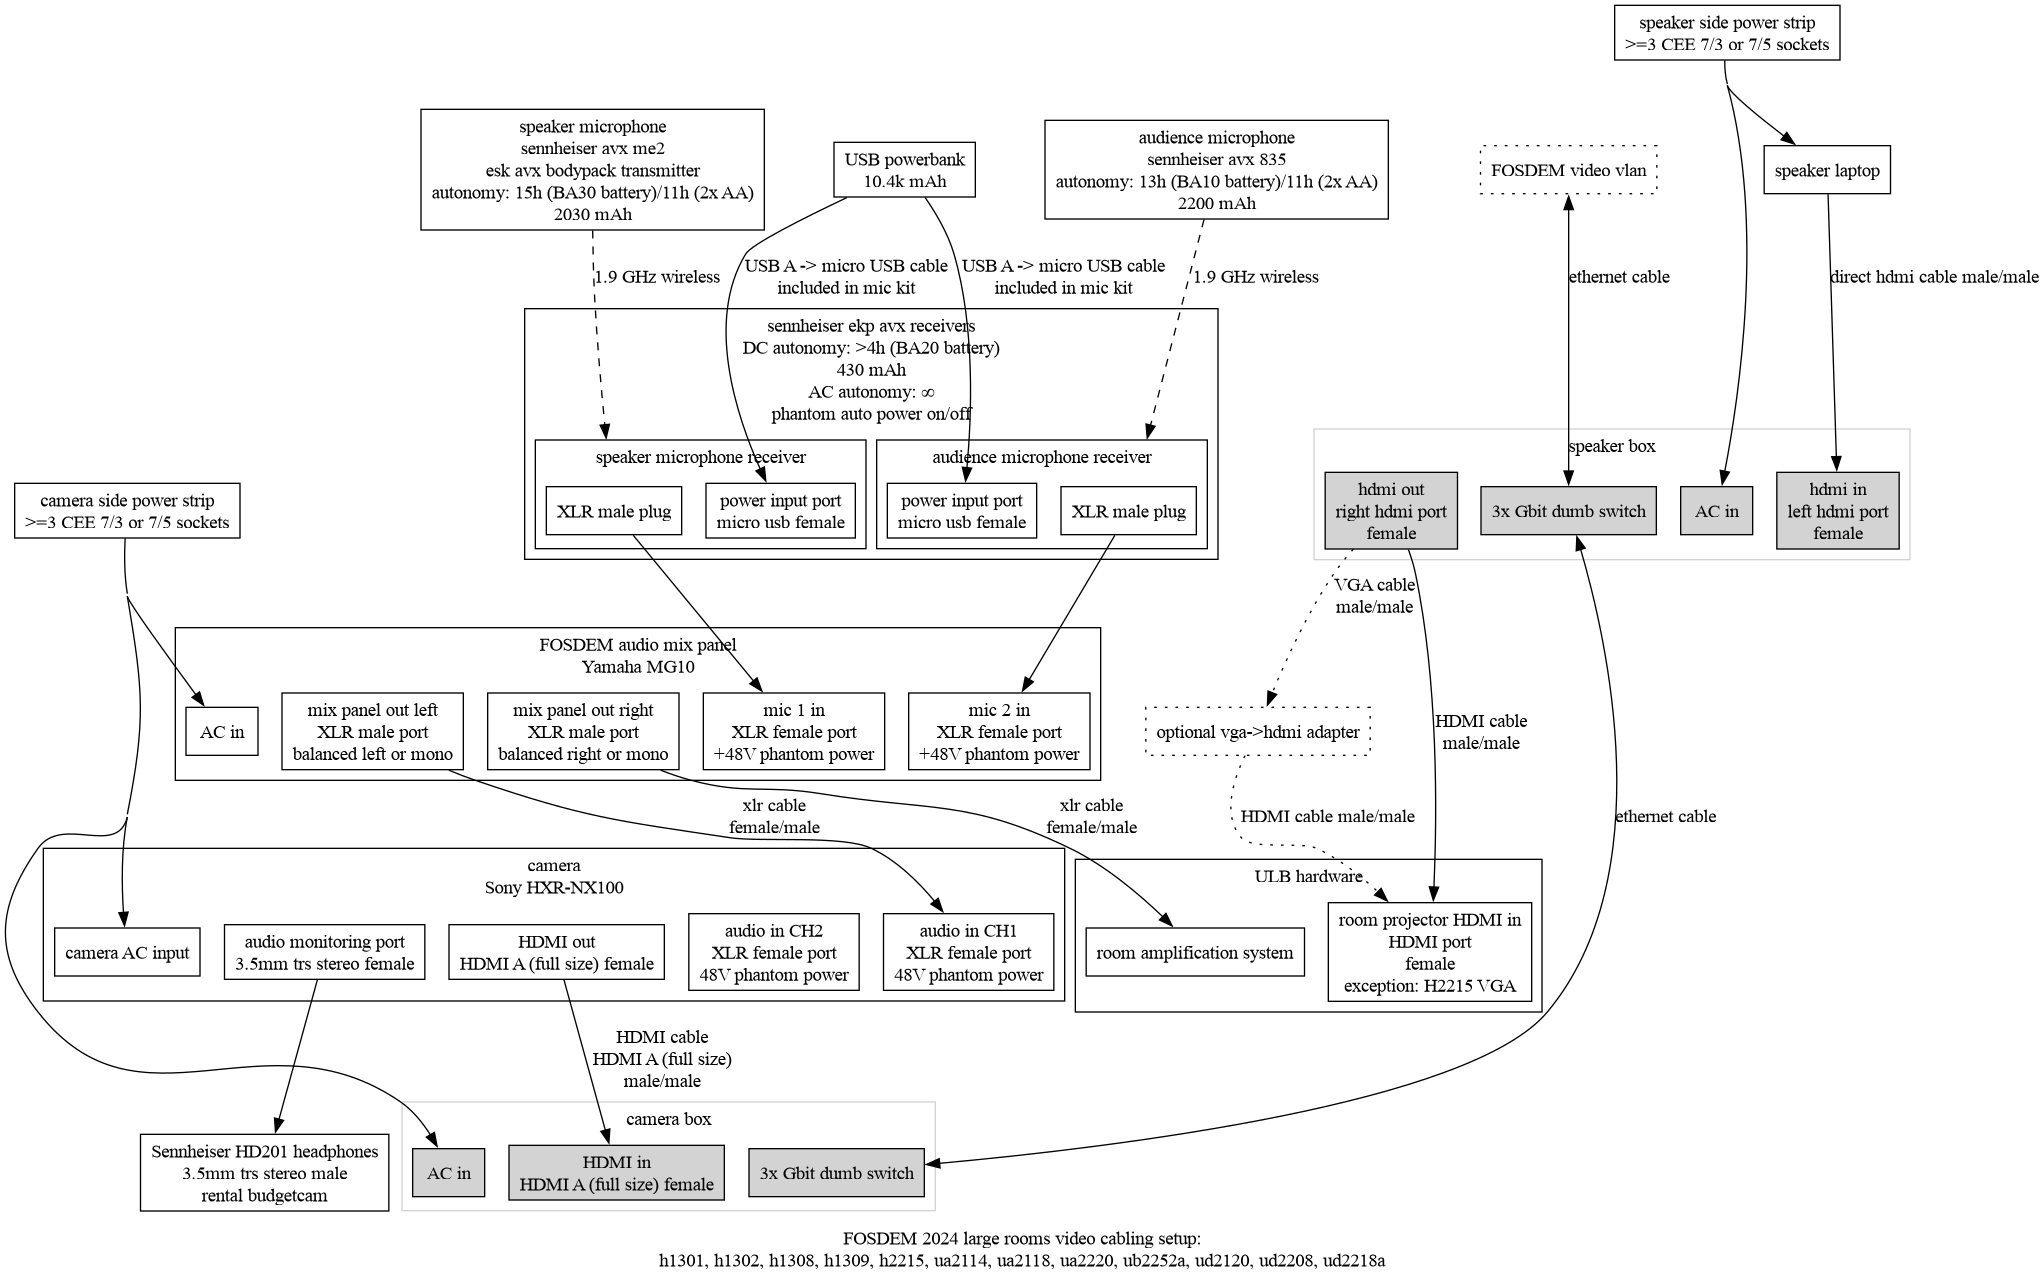 speaker side power strip
>=3 CEE 7/3 or 7/5 sockets
speaker microphone
sennheiser avx me2
esk avx bodypack transmitter
autonomy: 15h (BA30 battery)/11h (2x AA)
2030 mAh
USB powerbank
10.4k mAh
audience microphone
sennheiser avx 835
autonomy: 13h (BA10 battery)/11h (2x AA)
2200 mAh
FOSDEM video vlan
speaker laptop
1.9 GHz wireless
USB A -> micro USB cable
included in mic kit
USB A -> micro USB cable
included in mic kit
1.9 GHz wireless
ethernet cable
direct hdmi cable male/male
sennheiser ekp avx receivers
DC autonomy: >4h (BA20 battery)
430 mAh
AC autonomy: ∞
phantom auto power on/off
speaker microphone receiver
XLR male plug
power input port
micro usb female
audience microphone receiver
power input port
micro usb female
XLR male plug
speaker box
hdmi out
right hdmi port
female
3x Gbit dumb switch
AC in
hdmi in
left hdmi port
female
camera side power strip
>=3 CEE 7/3 or 7/5 sockets
VGA cable
male/male
FOSDEM audio mix panel
Yamaha MG10
AC in
mix panel out left
XLR male port
balanced left or mono
mix panel out right
XLR male port
balanced right or mono
mic 1 in
XLR female port
+48V phantom power
mic 2 in
XLR female port
+48V phantom power
optional vga->hdmi adapter
HDMI cable
male/male
xlr cable
female/male
xlr cable
female/male
HDMI cable male/male
ethernet cable
camera
Sony HXR-NX100
camera AC input
audio monitoring port
3.5mm trs stereo female
HDMI out
HDMI A (full size) female
audio in CH2
XLR female port
48V phantom power
audio in CH1
XLR female port
48V phantom power
ULB hardware
room amplification system
room projector HDMI in
HDMI port
female
exception: H2215 VGA
HDMI cable
HDMI A (full size)
male/male
Sennheiser HD201 headphones
3.5mm trs stereo male
rental budgetcam
camera box
AC in
HDMI in
HDMI A (full size) female
3x Gbit dumb switch
FOSDEM 2024 large rooms video cabling setup:
h1301, h1302, h1308, h1309, h2215, ua2114, ua2118, ua2220, ub2252a, ud2120, ud2208, ud2218a